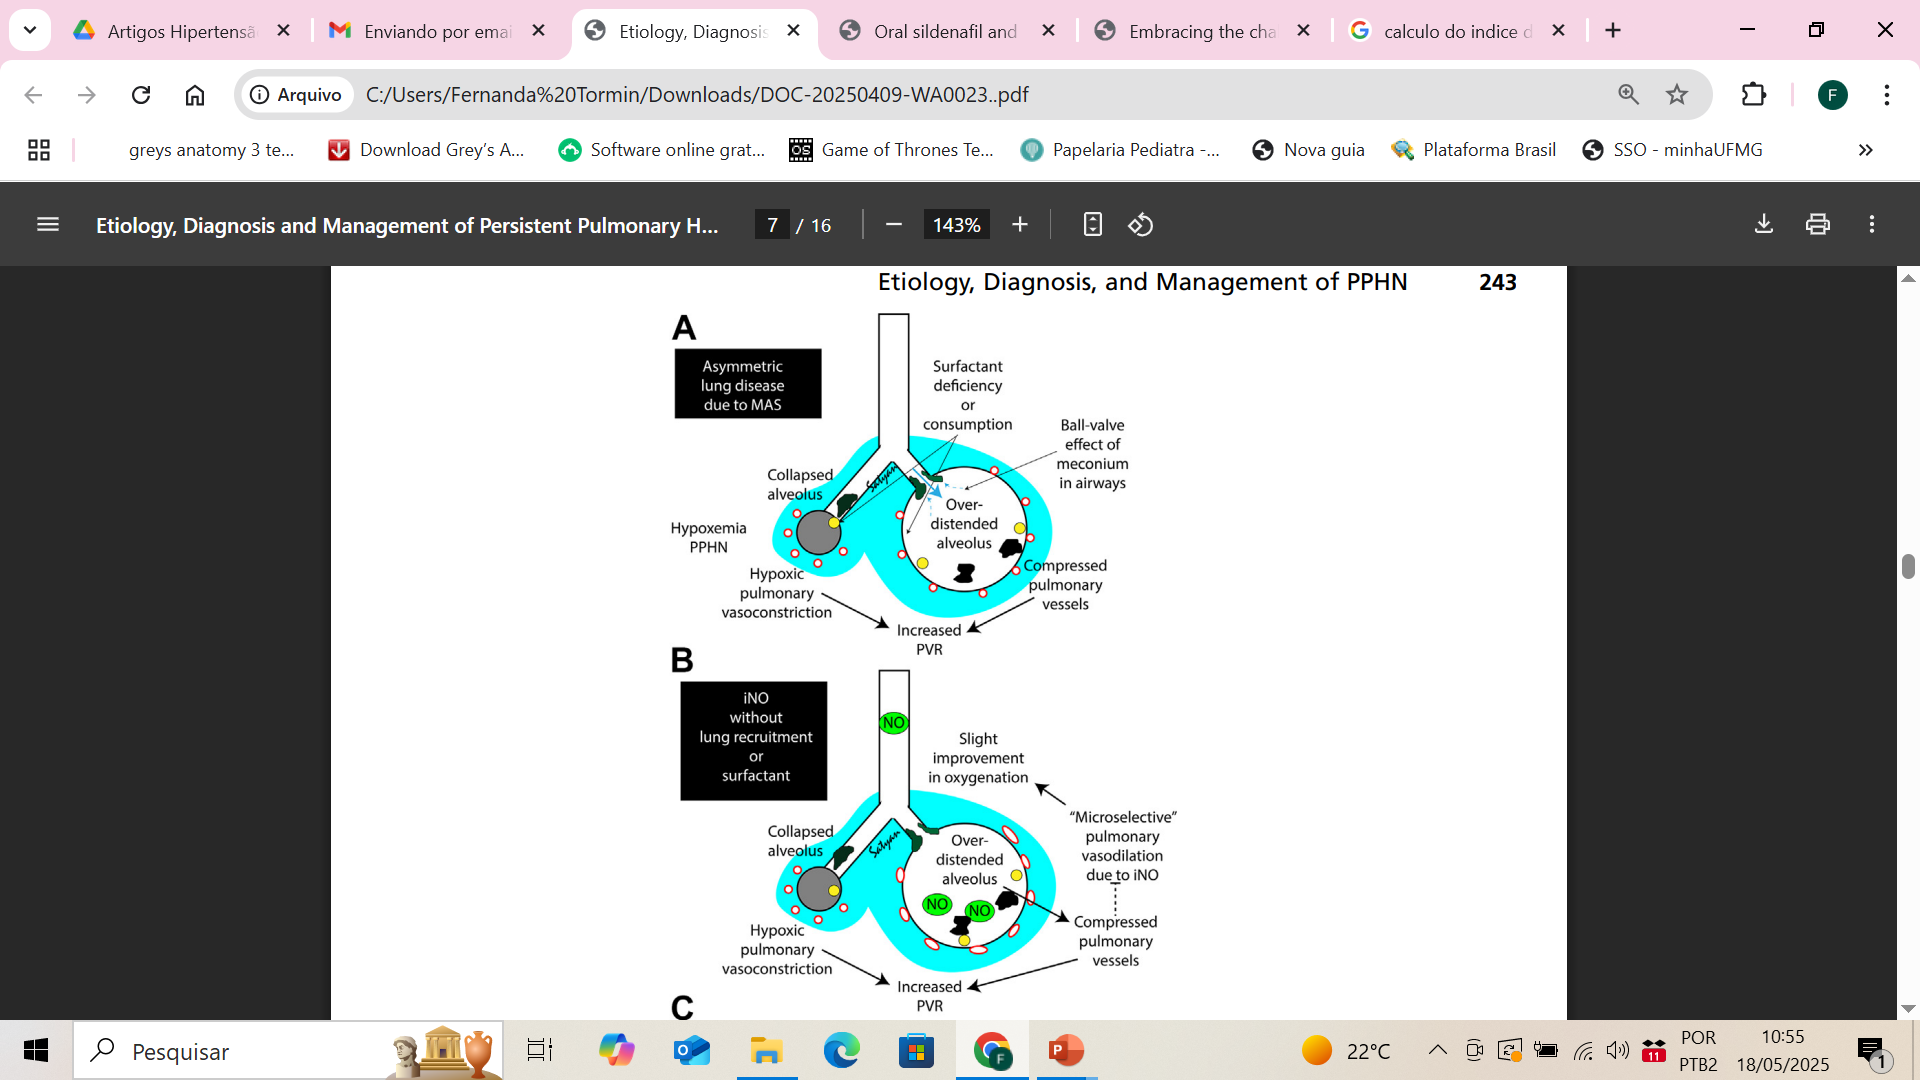 Artigos Hipertensã
Enviando por emai
Etiology, Diagnosis
Oral sildenafil and
Embracing the cha
calculo do indice d
Arquivo
C:/Users/Fernanda%20Tormin/Downloads/DOC-20250409-WA0023..pdf
F
greys anatomy 3 te...
Download Grey's A...
Software online grat...
OS
Game of Thrones Te...
Papelaria Pediatra -...
Nova guia
Plataforma Brasil
SSO - minhaUFMG
Etiology, Diagnosis and Management of Persistent Pulmonary H...
7 / 16
143%
Etiology, Diagnosis, and Management of PPHN 243
A
Asymmetric
lung disease
due to MAS
Surfactant
deficiency
or
consumption
Ball-valve
effect of
meconium
in airways
Collapsed
alveolus
Satyan
Over-
distended
alveolus
Hypoxemia
PPHN
Hypoxic
pulmonary
vasoconstriction
Compressed
pulmonary
vessels
Increased
PVR
B
iNO
without
lung recruitment
or
surfactant
NO
Slight
improvement
in oxygenation
"Microselective"
pulmonary
vasodilation
due to iNO
Collapsed
alveolus
Satyan
Over-
distended
alveolus
NO
NO
Compressed
pulmonary
vessels
Hypoxic
pulmonary
vasoconstriction
Increased
PVR
C
Pesquisar
22°C
11
POR
PTB2
10:55
18/05/2025
1